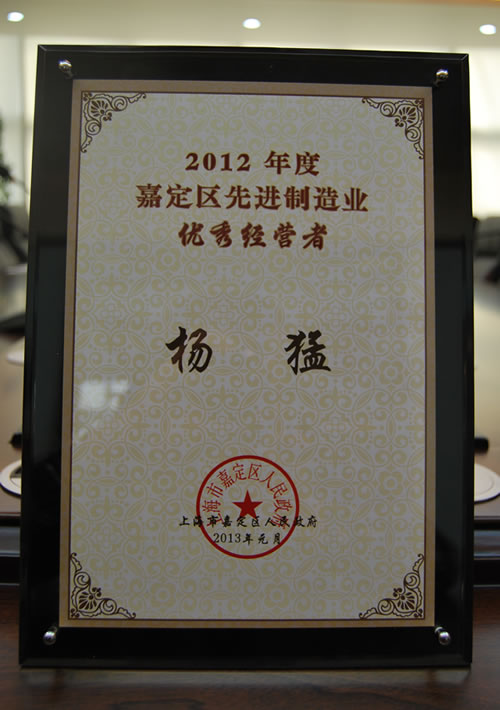 2012 年度
嘉定区先进制造业
优秀经营者
杨 猛
上海市嘉定区人民政府
上海市嘉定区人民政府
2013年元月